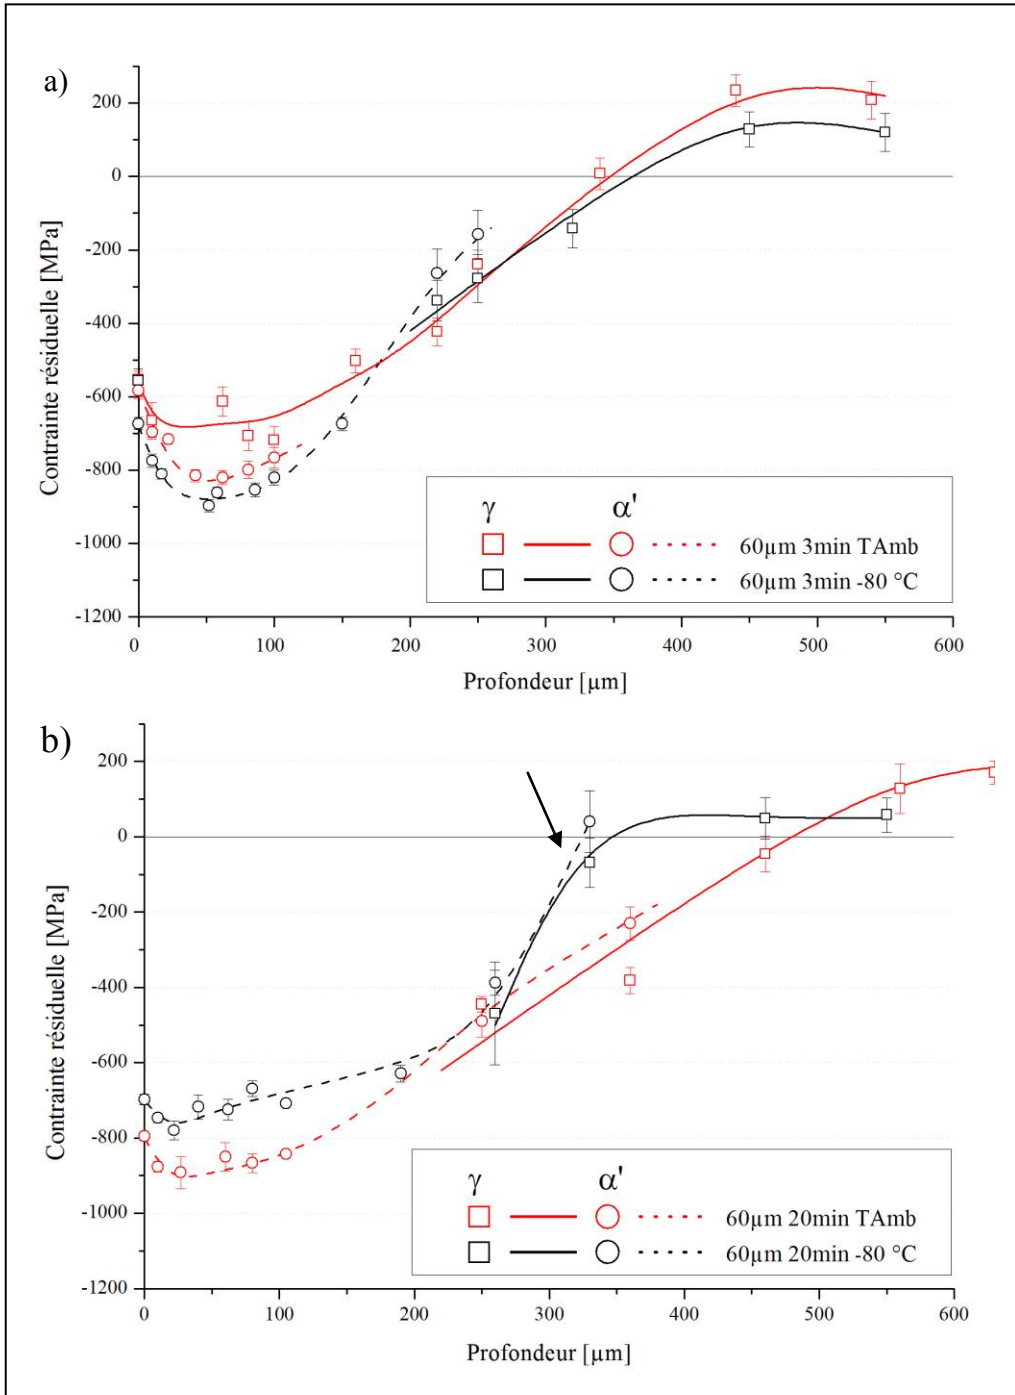 a)
Contrainte résiduelle [MPa]
200
0
-200
-400
-600
-800
-1000
-1200
γ α'
60µm 3min TAmb
60µm 3min -80 °C
0 100 200 300 400 500 600
Profondeur [µm]
b)
Contrainte résiduelle [MPa]
200
0
-200
-400
-600
-800
-1000
-1200
γ α'
60µm 20min TAmb
60µm 20min -80 °C
0 100 200 300 400 500 600
Profondeur [µm]